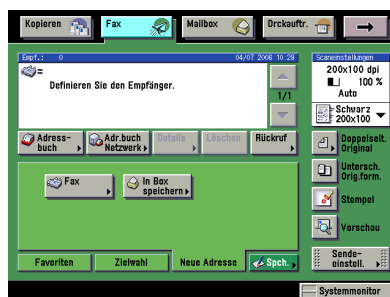 Kopieren
Fax
Mailbox
Drckauftr.
Empf.: 0
04/07 2006 10:29
Definieren Sie den Empfänger.
1/1
Adress-
buch
Adr.buch
Netzwerk
Details
Löschen
Rückruf
Fax
In Box
speichern
Favoriten
Zielwahl
Neue Adresse
Spch.
Scaneinstellungen
200x100 dpi
100 %
Auto
Schwarz
200x100
Doppelseit.
Original
Untersch.
Orig.form.
Stempel
Vorschau
Sende-
einstell.
Systemmonitor